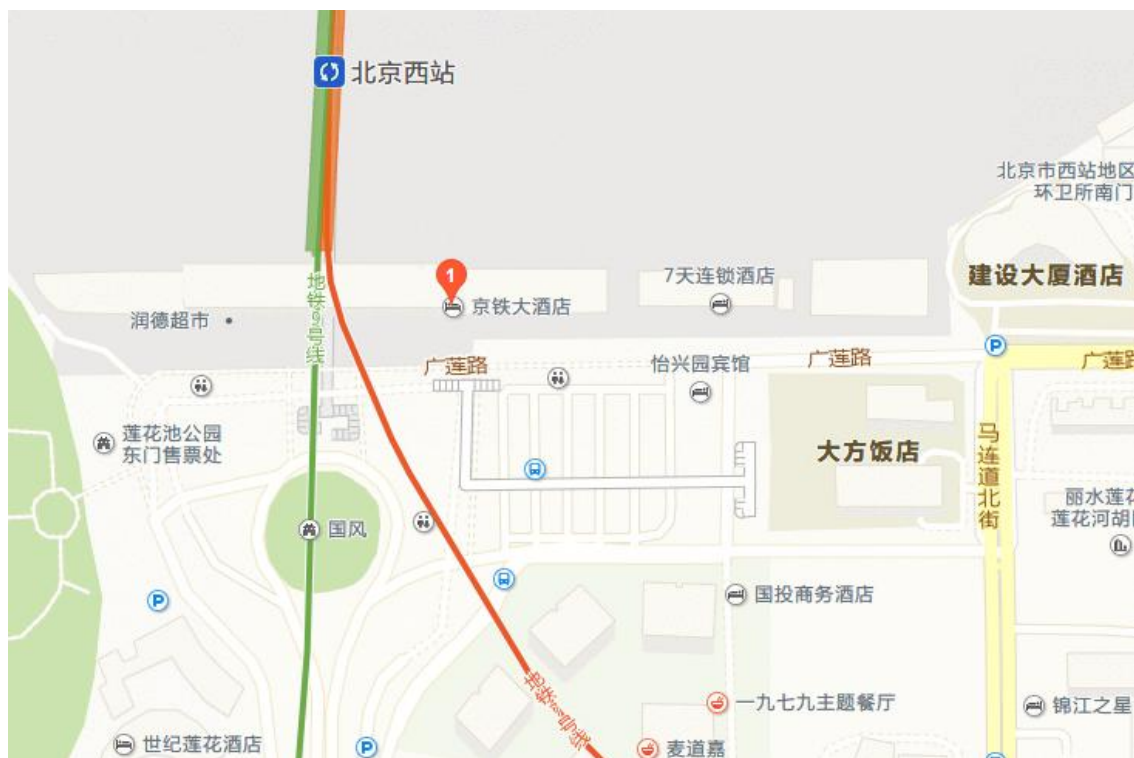 北京西站
北京市西站地区
环卫所南门
建设大厦酒店
7天连锁酒店
1
京铁大酒店
润德超市
地铁9号线
广莲路
怡兴园宾馆
广莲路
P
广莲
莲花池公园
东门售票处
大方饭店
马连道北街
丽水莲花
莲花河胡
国风
P
国投商务酒店
地铁7号线
一九七九主题餐厅
锦江之星
世纪莲花酒店
P
麦道嘉